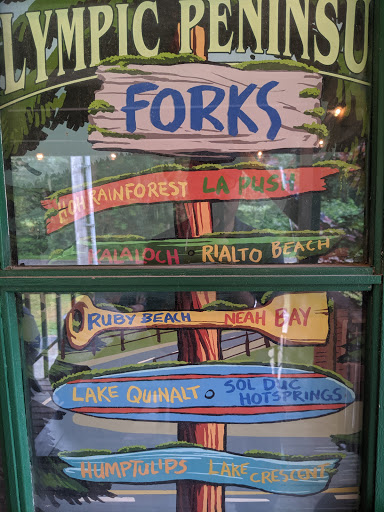 LYMPIC PENINSU
FORKS
HOH RAINFOREST LA PUSH
KALALOCH · RIALTO BEACH
RUBY BEACH NEAH BAY
LAKE QUINALT · SOL DUC
HOTSPRINGS
HUMPTULIPS LAKE CRESCENT